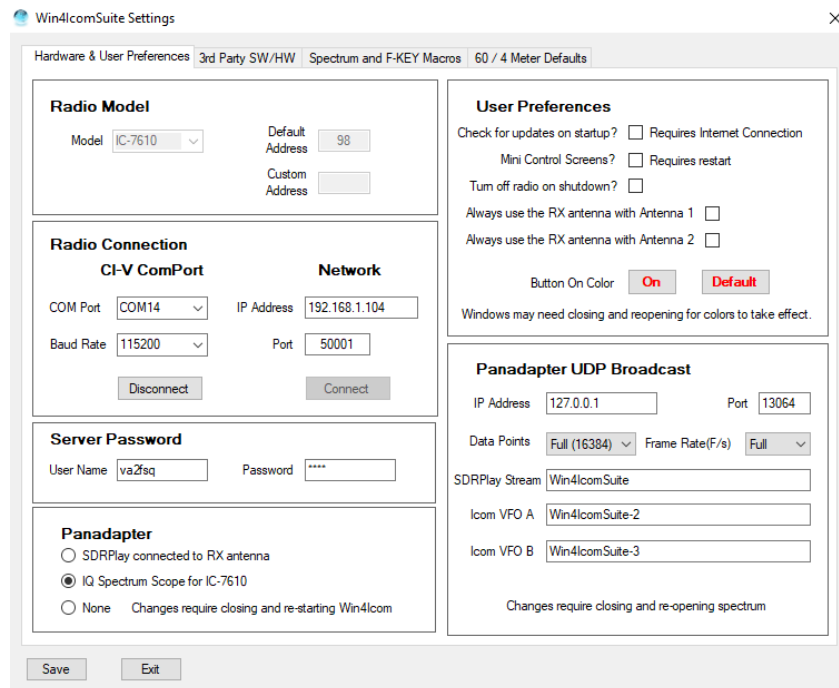 Win4IcomSuite Settings
Hardware & User Preferences 3rd Party SW/HW Spectrum and F-KEY Macros 60 / 4 Meter Defaults
Radio Model
Model IC-7610
Default Address 98
Custom Address
Radio Connection
CI-V ComPort Network
COM Port COM14 IP Address 192.168.1.104
Baud Rate 115200 Port 50001
Disconnect Connect
Server Password
User Name va2fsq Password ****
Panadapter
SDRPlay connected to RX antenna
IQ Spectrum Scope for IC-7610
None Changes require closing and re-starting Win4Icom
User Preferences
Check for updates on startup? Requires Internet Connection
Mini Control Screens? Requires restart
Turn off radio on shutdown?
Always use the RX antenna with Antenna 1
Always use the RX antenna with Antenna 2
Button On Color On Default
Windows may need closing and reopening for colors to take effect.
Panadapter UDP Broadcast
IP Address 127.0.0.1 Port 13064
Data Points Full (16384) Frame Rate(F/s) Full
SDRPlay Stream Win4IcomSuite
Icom VFO A Win4IcomSuite-2
Icom VFO B Win4IcomSuite-3
Changes require closing and re-opening spectrum
Save Exit